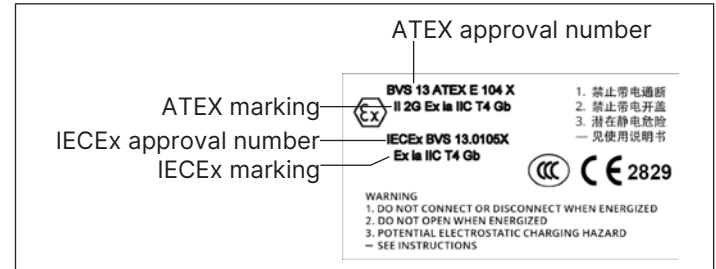 ATEX approval number
BVS 13 ATEX E 104 X
ATEX marking
II 2G Ex ia IIC T4 Gb
Ex
IECEx approval number
IECEx BVS 13.0105X
IECEx marking
Ex ia IIC T4 Gb
1. 禁止带电通断
2. 禁止带电开盖
3. 潜在静电危险
— 见使用说明书
CCC CE 2829
WARNING
1. DO NOT CONNECT OR DISCONNECT WHEN ENERGIZED
2. DO NOT OPEN WHEN ENERGIZED
3. POTENTIAL ELECTROSTATIC CHARGING HAZARD
— SEE INSTRUCTIONS